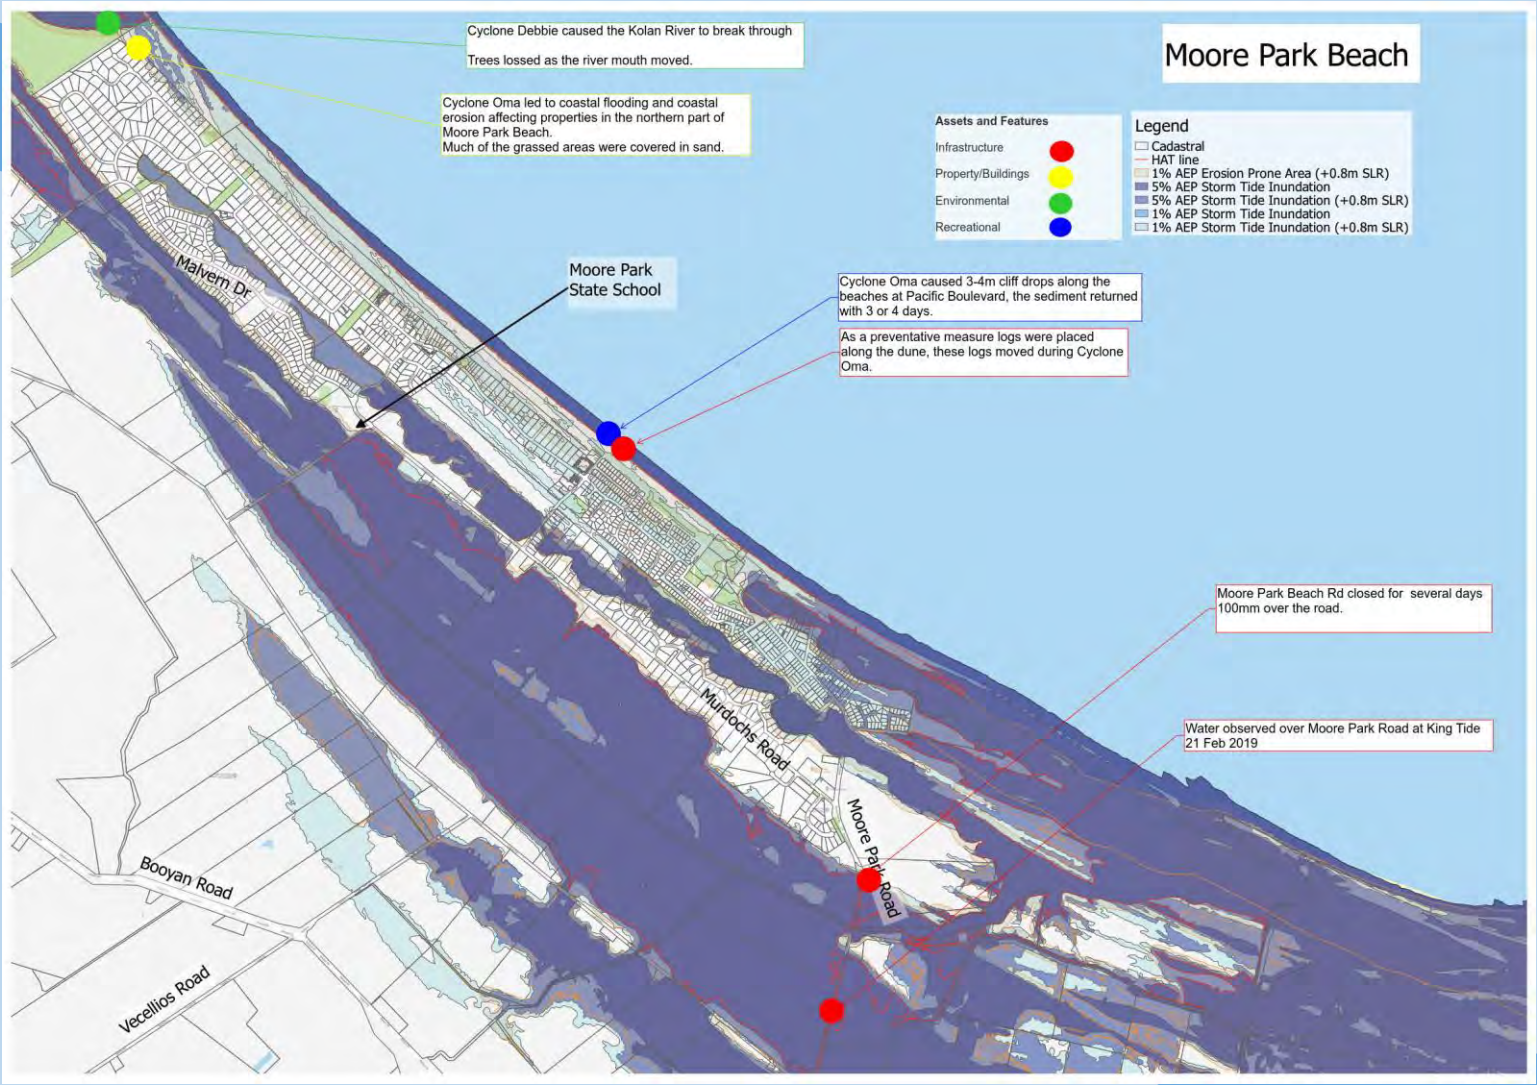 Moore Park Beach
Cyclone Debbie caused the Kolan River to break through
Trees lossed as the river mouth moved.
Cyclone Oma led to coastal flooding and coastal
erosion affecting properties in the northern part of
Moore Park Beach.
Much of the grassed areas were covered in sand.
Assets and Features
Infrastructure
Property/Buildings
Environmental
Recreational
Legend
Cadastral
HAT line
1% AEP Erosion Prone Area (+0.8m SLR)
5% AEP Storm Tide Inundation
5% AEP Storm Tide Inundation (+0.8m SLR)
1% AEP Storm Tide Inundation
1% AEP Storm Tide Inundation (+0.8m SLR)
Malvern Dr
Moore Park
State School
Cyclone Oma caused 3-4m cliff drops along the
beaches at Pacific Boulevard, the sediment returned
with 3 or 4 days.
As a preventative measure logs were placed
along the dune, these logs moved during Cyclone
Oma.
Moore Park Beach Rd closed for several days
100mm over the road.
Murdochs Road
Water observed over Moore Park Road at King Tide
21 Feb 2019
Moore Park Road
Booyan Road
Vecellios Road